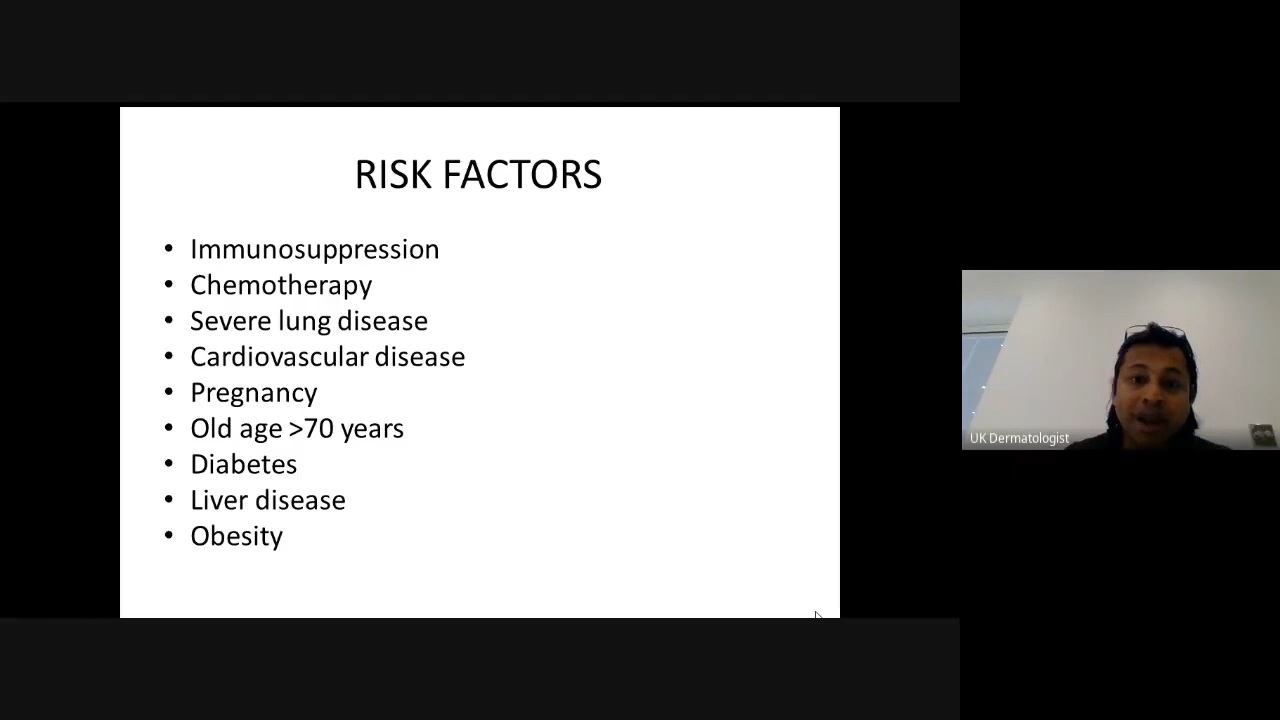 RISK FACTORS
• Immunosuppression
• Chemotherapy
• Severe lung disease
• Cardiovascular disease
• Pregnancy
• Old age >70 years
• Diabetes
• Liver disease
• Obesity
UK Dermatologist